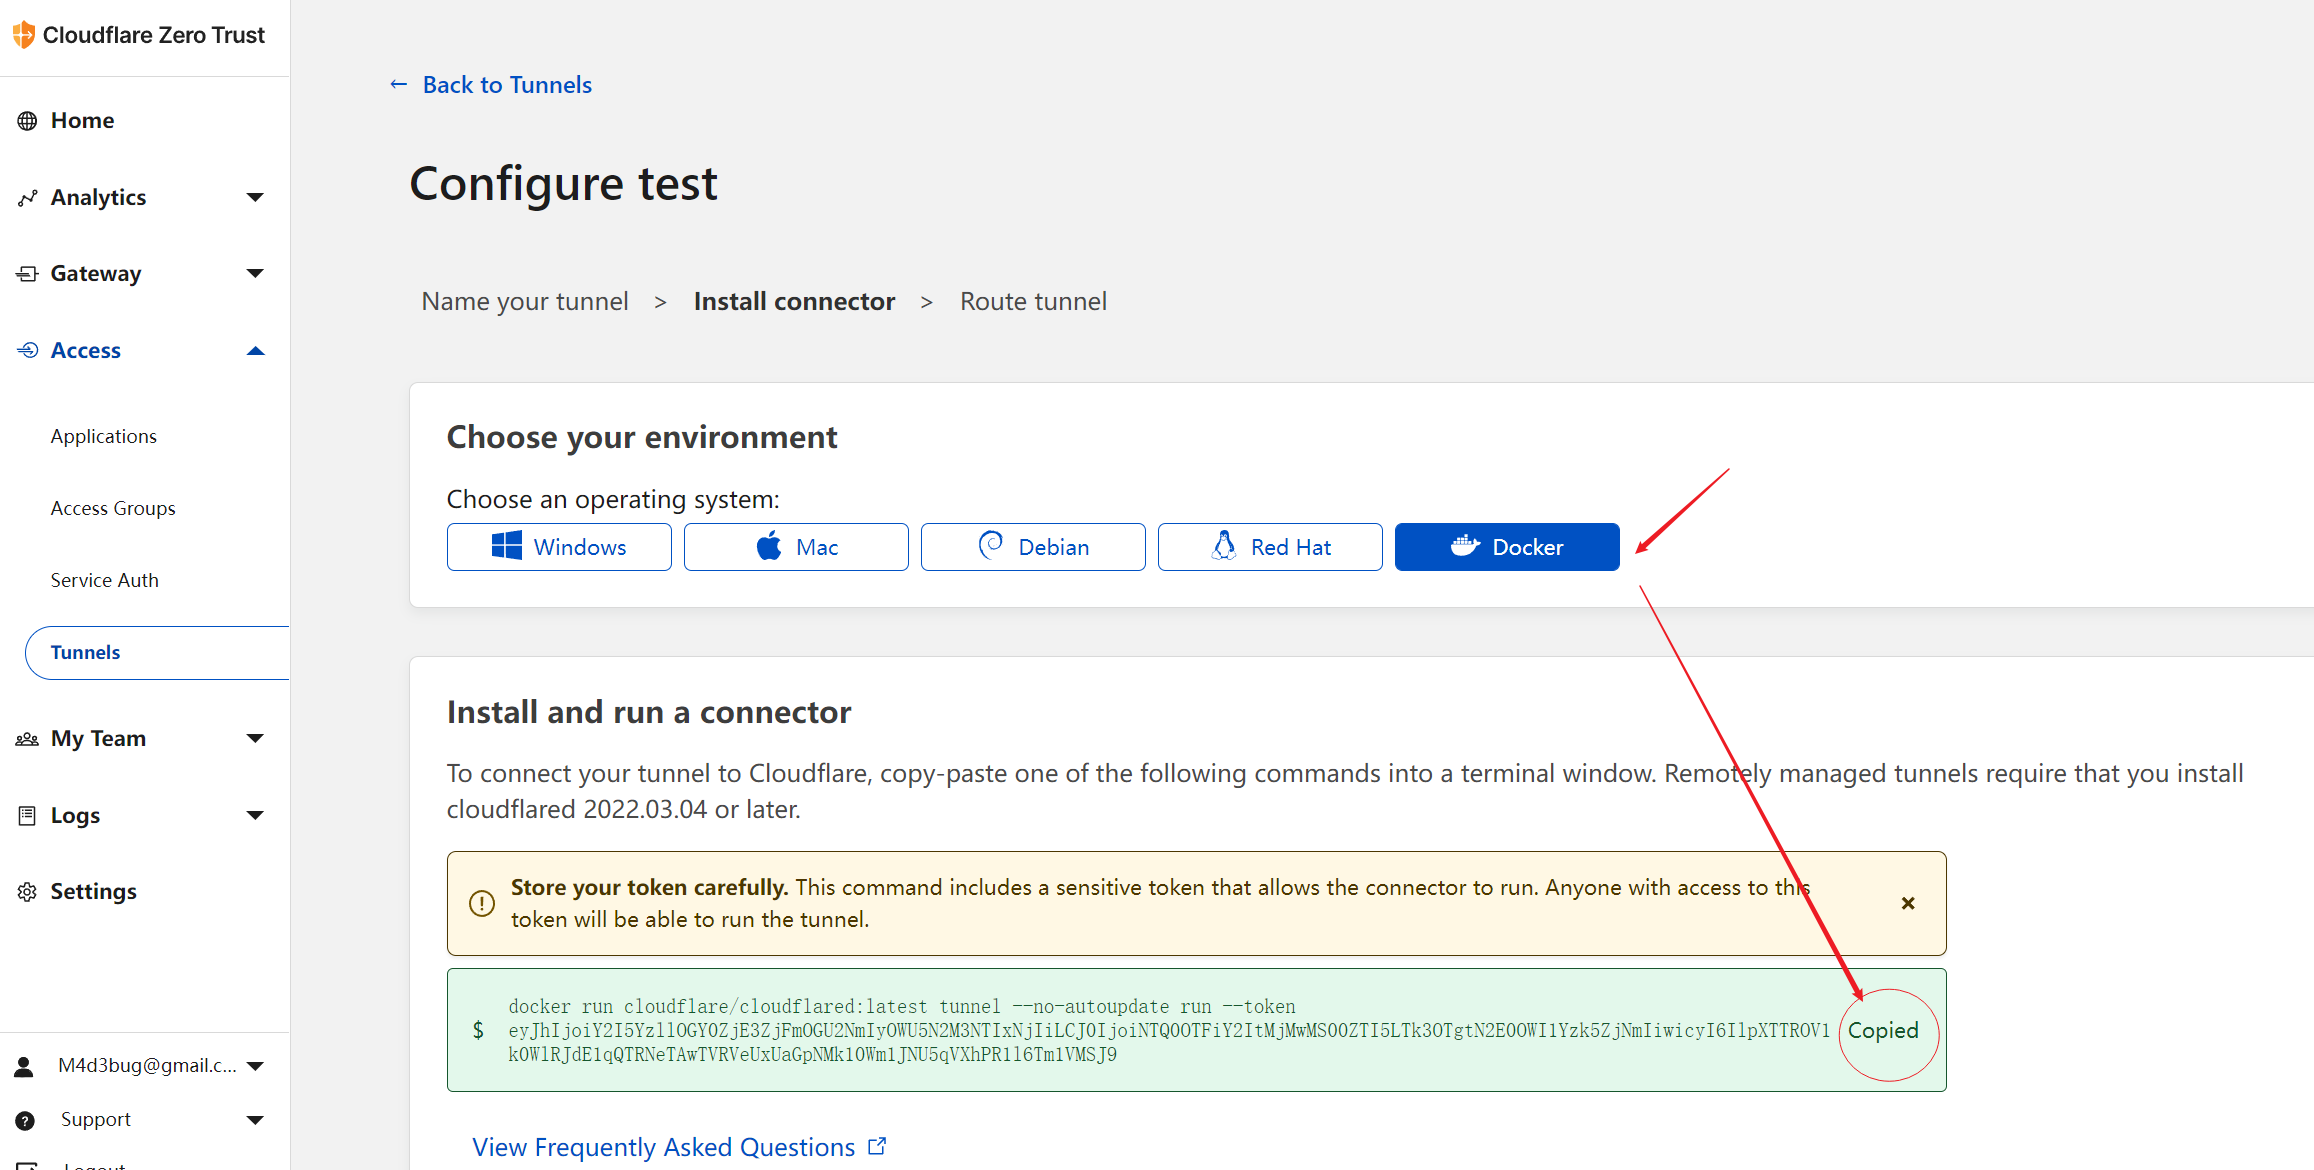 Cloudflare Zero Trust
Home
Analytics
Gateway
Access
Applications
Access Groups
Service Auth
Tunnels
My Team
Logs
Settings
M4d3bug@gmail.c...
Support
Logout
← Back to Tunnels
Configure test
Name your tunnel > Install connector > Route tunnel
Choose your environment
Choose an operating system:
Windows Mac Debian Red Hat Docker
Install and run a connector
To connect your tunnel to Cloudflare, copy-paste one of the following commands into a terminal window. Remotely managed tunnels require that you install
cloudflared 2022.03.04 or later.
Store your token carefully. This command includes a sensitive token that allows the connector to run. Anyone with access to this
token will be able to run the tunnel.
$ docker run cloudflare/cloudflared:latest tunnel --no-autoupdate run --token
Copied
View Frequently Asked Questions